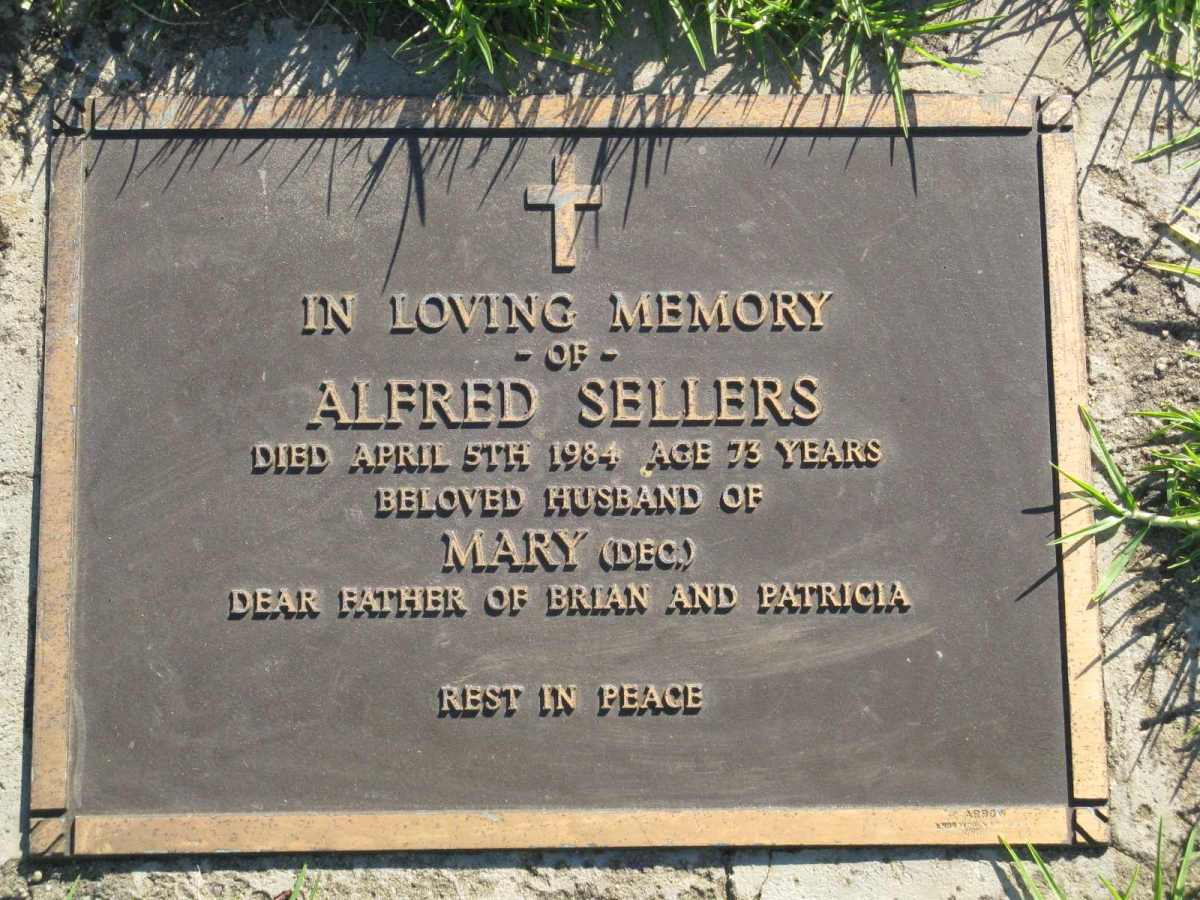 IN LOVING MEMORY
- OF -
ALFRED SELLERS
DIED APRIL 5TH 1984 AGE 73 YEARS
BELOVED HUSBAND OF
MARY (DEC.)
DEAR FATHER OF BRIAN AND PATRICIA
REST IN PEACE
ARROW